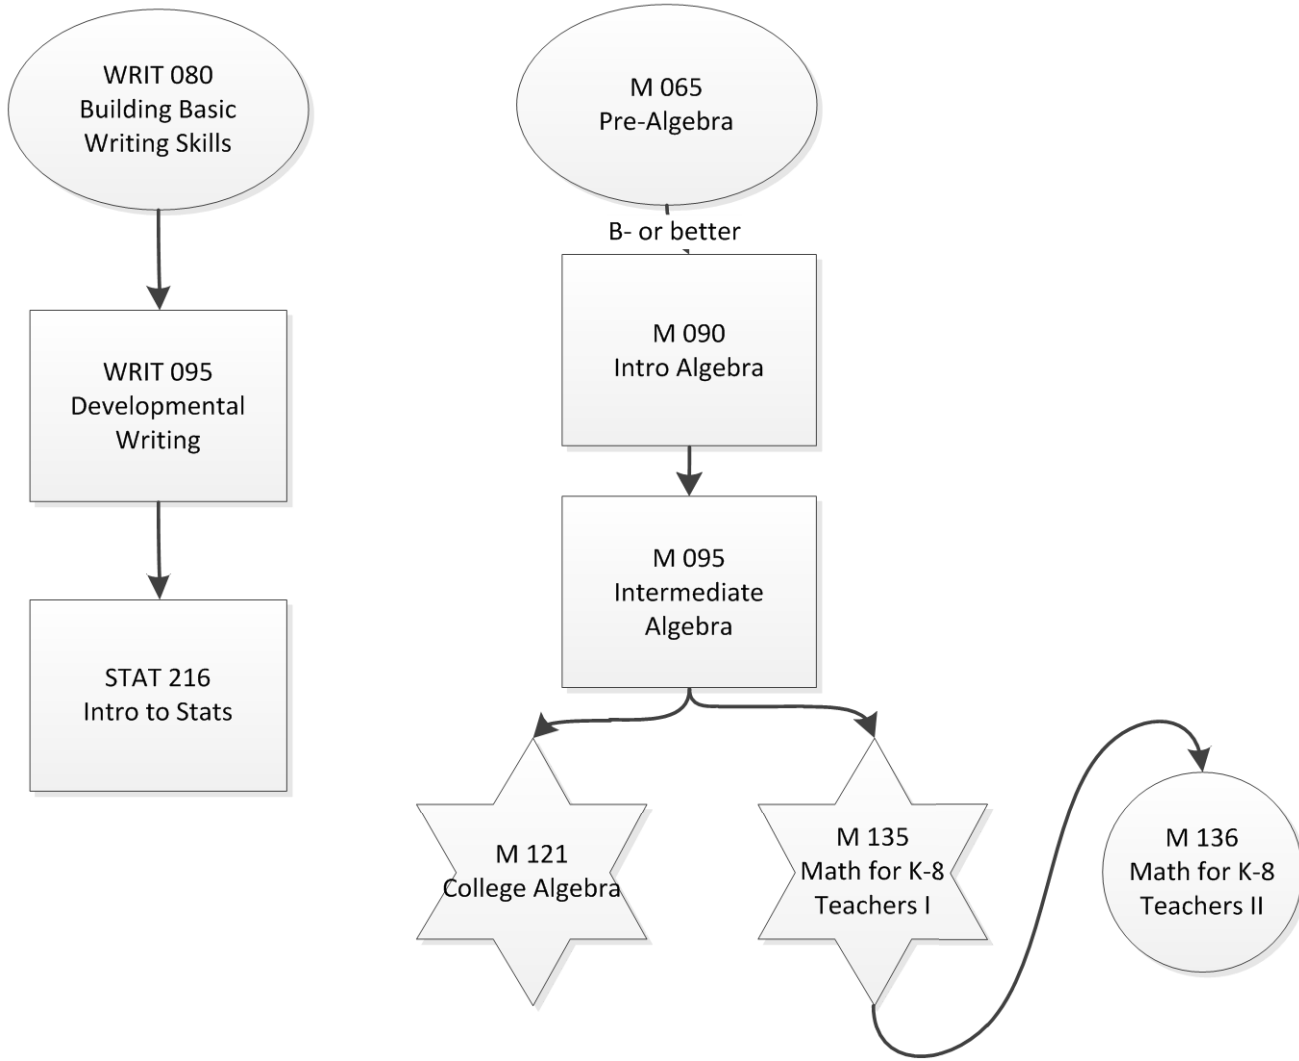 WRIT 080
Building Basic
Writing Skills
WRIT 095
Developmental
Writing
STAT 216
Intro to Stats
M 065
Pre-Algebra
B- or better
M 090
Intro Algebra
M 095
Intermediate
Algebra
M 121
College Algebra
M 135
Math for K-8
Teachers I
M 136
Math for K-8
Teachers II